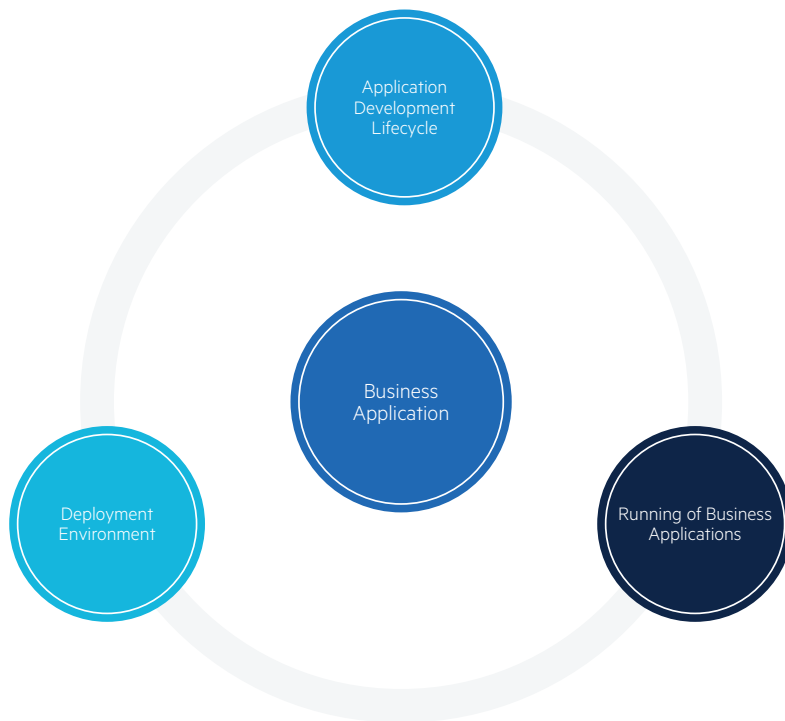 Application
Development
Lifecycle
Business
Application
Deployment
Environment
Running of Business
Applications